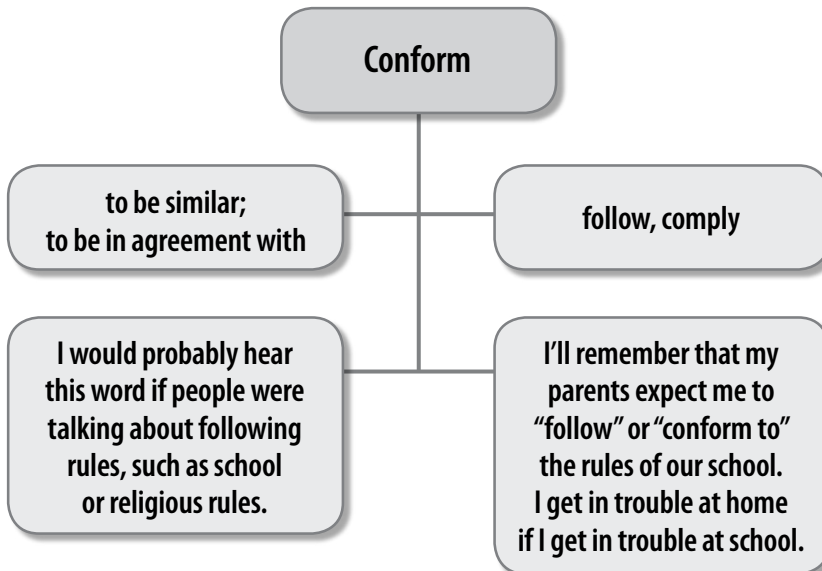 Conform
to be similar;
to be in agreement with
follow, comply
I would probably hear
this word if people were
talking about following
rules, such as school
or religious rules.
I'll remember that my
parents expect me to
“follow” or “conform to”
the rules of our school.
I get in trouble at home
if I get in trouble at school.